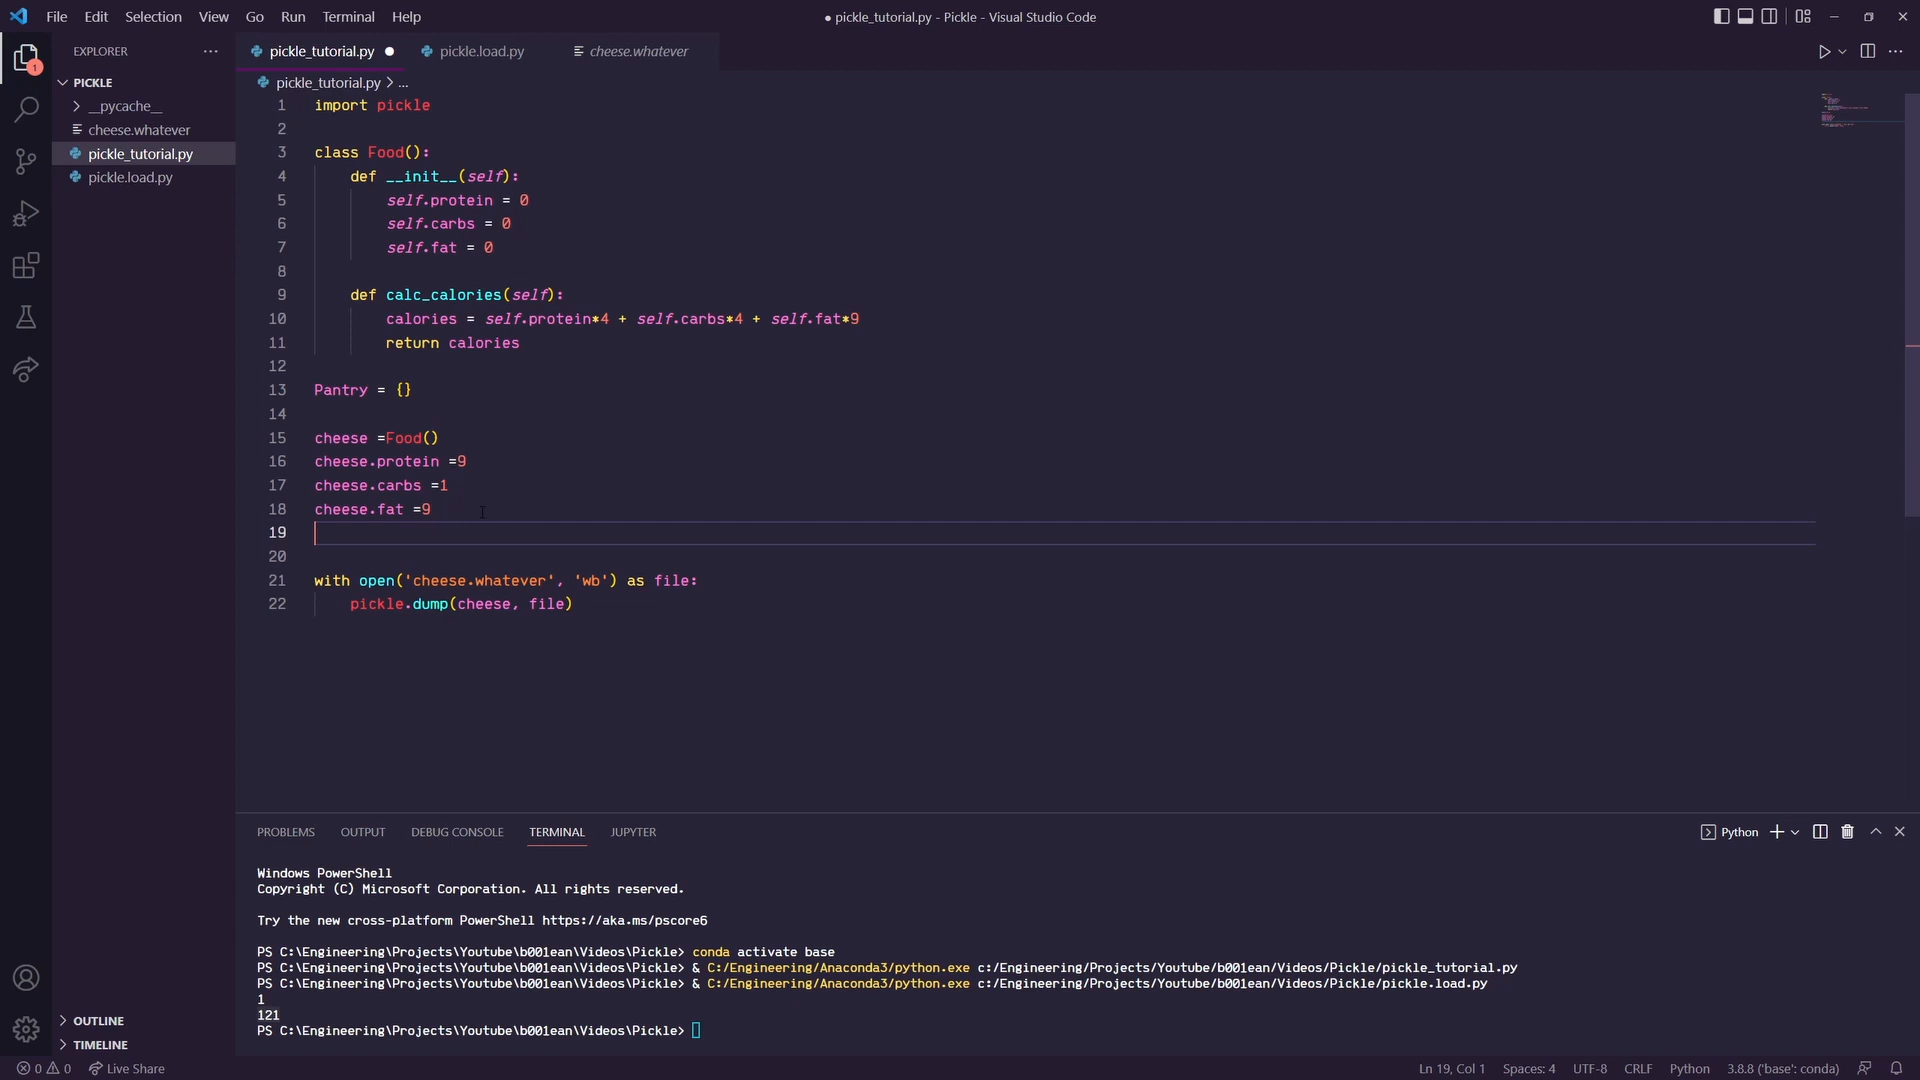 File Edit Selection View Go Run Terminal Help
● pickle_tutorial.py - Pickle - Visual Studio Code
EXPLORER
1
PICKLE
__pycache__
cheese.whatever
pickle_tutorial.py
pickle.load.py
OUTLINE
TIMELINE
pickle_tutorial.py ● pickle.load.py cheese.whatever
pickle_tutorial.py > ...
1 import pickle
2
3 class Food():
4 def __init__(self):
5 self.protein = 0
6 self.carbs = 0
7 self.fat = 0
8
9 def calc_calories(self):
10 calories = self.protein*4 + self.carbs*4 + self.fat*9
11 return calories
12
13 Pantry = {}
14
15 cheese =Food()
16 cheese.protein =9
17 cheese.carbs =1
18 cheese.fat =9
19
20
21 with open('cheese.whatever', 'wb') as file:
22 pickle.dump(cheese, file)
PROBLEMS OUTPUT DEBUG CONSOLE TERMINAL JUPYTER
Python
Windows PowerShell
Copyright (C) Microsoft Corporation. All rights reserved.
Try the new cross-platform PowerShell https://aka.ms/pscore6
PS C:\Engineering\Projects\Youtube\b001ean\Videos\Pickle> conda activate base
PS C:\Engineering\Projects\Youtube\b001ean\Videos\Pickle> & C:/Engineering/Anaconda3/python.exe c:/Engineering/Projects/Youtube/b001ean/Videos/Pickle/pickle_tutorial.py
PS C:\Engineering\Projects\Youtube\b001ean\Videos\Pickle> & C:/Engineering/Anaconda3/python.exe c:/Engineering/Projects/Youtube/b001ean/Videos/Pickle/pickle.load.py
1
121
PS C:\Engineering\Projects\Youtube\b001ean\Videos\Pickle>
0 0 Live Share
Ln 19, Col 1 Spaces: 4 UTF-8 CRLF Python 3.8.8 ('base': conda)